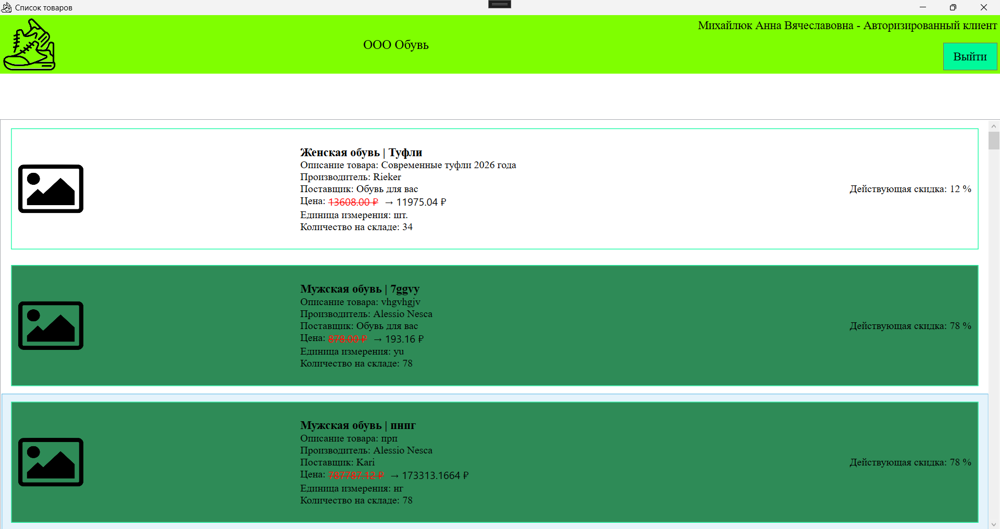 Список товаров
Михайлюк Анна Вячеславовна - Авторизированный клиент
ООО Обувь
Выйти
Женская обувь | Туфли
Описание товара: Современные туфли 2026 года
Производитель: Rieker
Поставщик: Обувь для вас
Цена: 13608.00 ₽ → 11975.04 ₽
Единица измерения: шт.
Количество на складе: 34
Действующая скидка: 12 %
Мужская обувь | 7ggvy
Описание товара: vhgvhgjv
Производитель: Alessio Nesca
Поставщик: Обувь для вас
Цена: 878.00 ₽ → 193.16 ₽
Единица измерения: yu
Количество на складе: 78
Действующая скидка: 78 %
Мужская обувь | пнпг
Описание товара: прп
Производитель: Alessio Nesca
Поставщик: Kari
Цена: 787787.12 ₽ → 173313.1664 ₽
Единица измерения: нг
Количество на складе: 78
Действующая скидка: 78 %